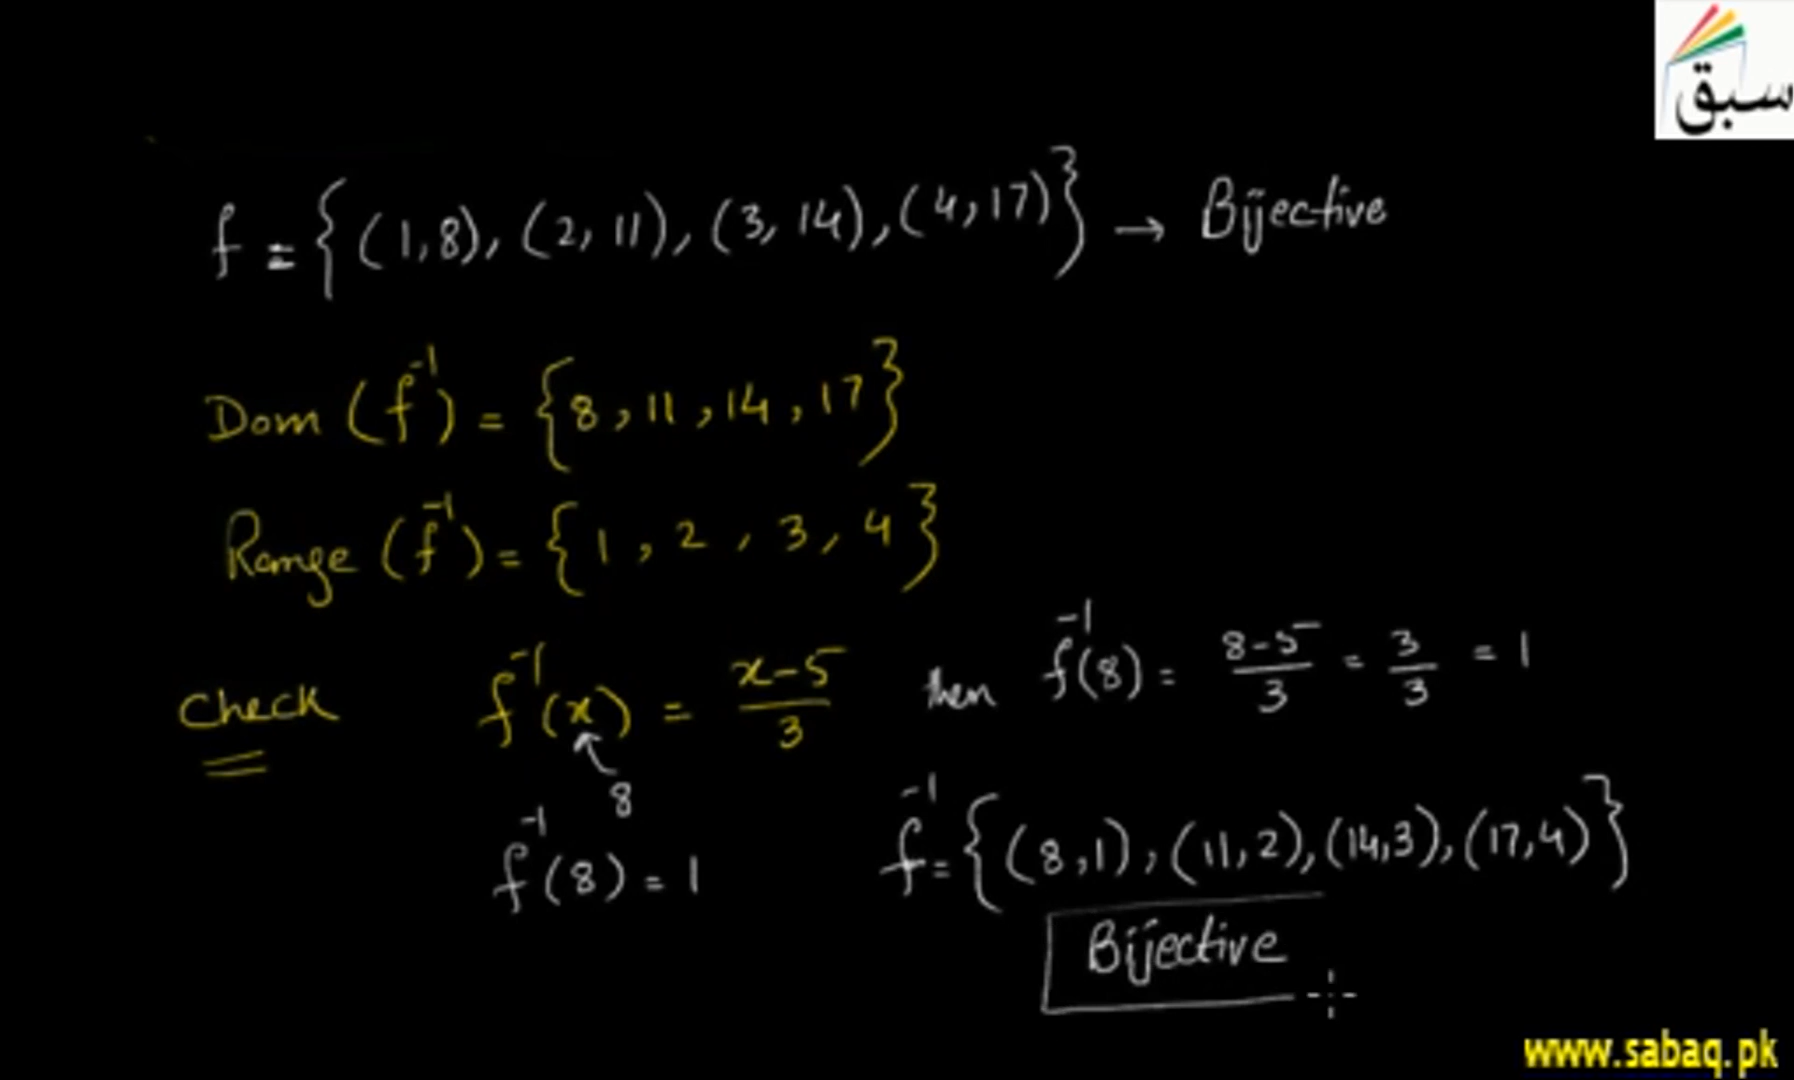 سبق
f = {(1,8), (2,11), (3,14), (4,17)} → Bijective
Dom (f⁻¹) = {8, 11, 14, 17}
Range (f⁻¹) = {1, 2, 3, 4}
Check f⁻¹(x) = x-5/3 then f⁻¹(8) = 8-5/3 = 3/3 = 1
8
f⁻¹(8) = 1 f⁻¹ = {(8,1), (11,2), (14,3), (17,4)}
Bijective
www.sabaq.pk